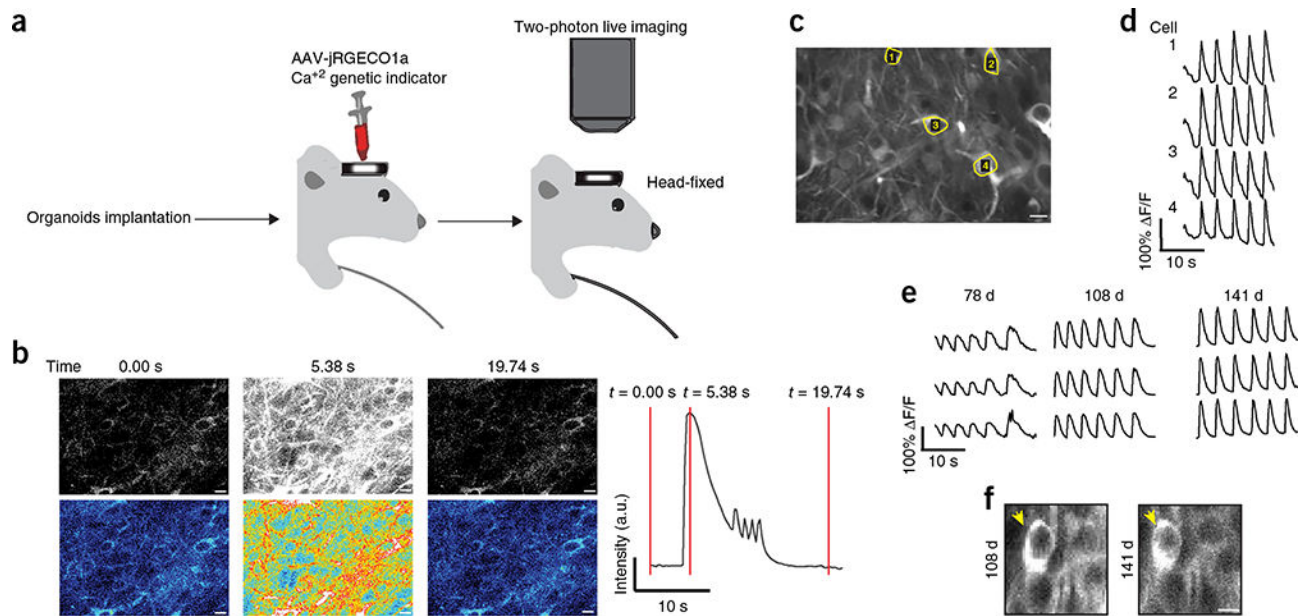 a
AAV-jRGECO1a
Ca+2 genetic indicator
Two-photon live imaging
Organoids implantation
Head-fixed
b
Time 0.00 s 5.38 s 19.74 s
t = 0.00 s t = 5.38 s t = 19.74 s
Intensity (a.u.)
10 s
c
1
2
3
4
d
Cell
1
2
3
4
100% ΔF/F
10 s
e
78 d 108 d 141 d
100% ΔF/F
10 s
f
108 d
141 d